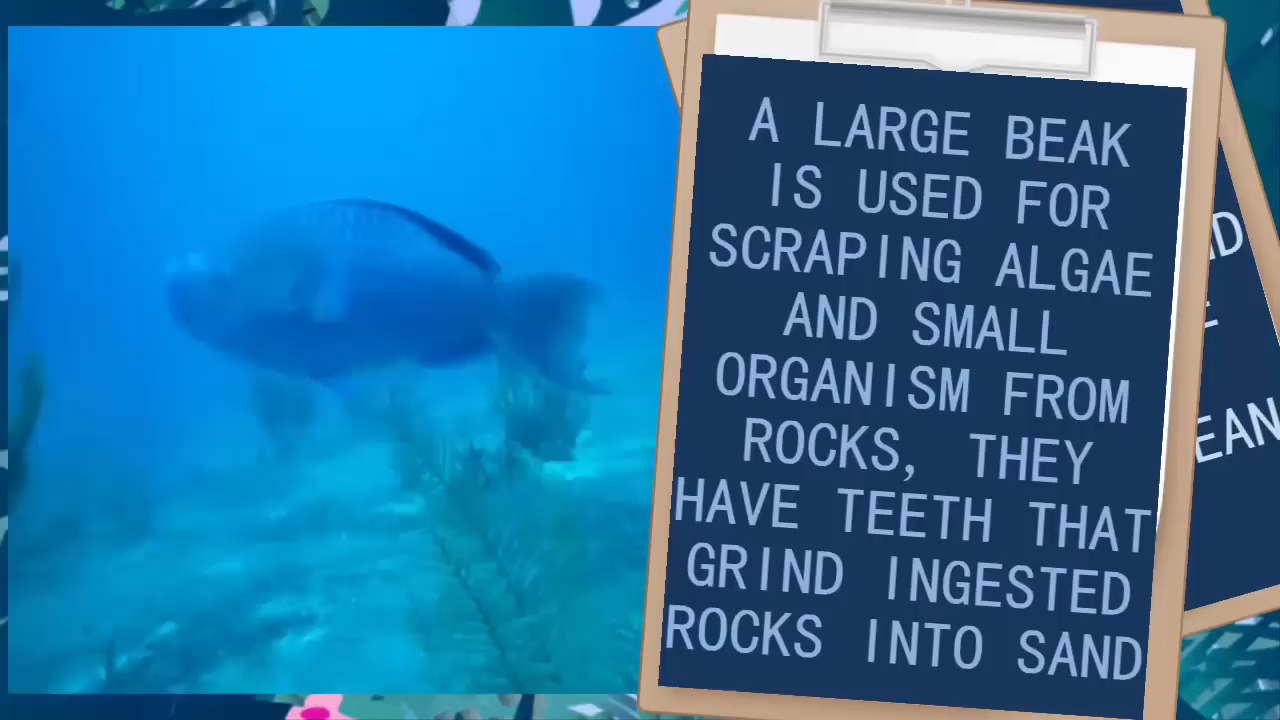 A LARGE BEAK
IS USED FOR
SCRAPING ALGAE
AND SMALL
ORGANISM FROM
ROCKS, THEY
HAVE TEETH THAT
GRIND INGESTED
ROCKS INTO SAND